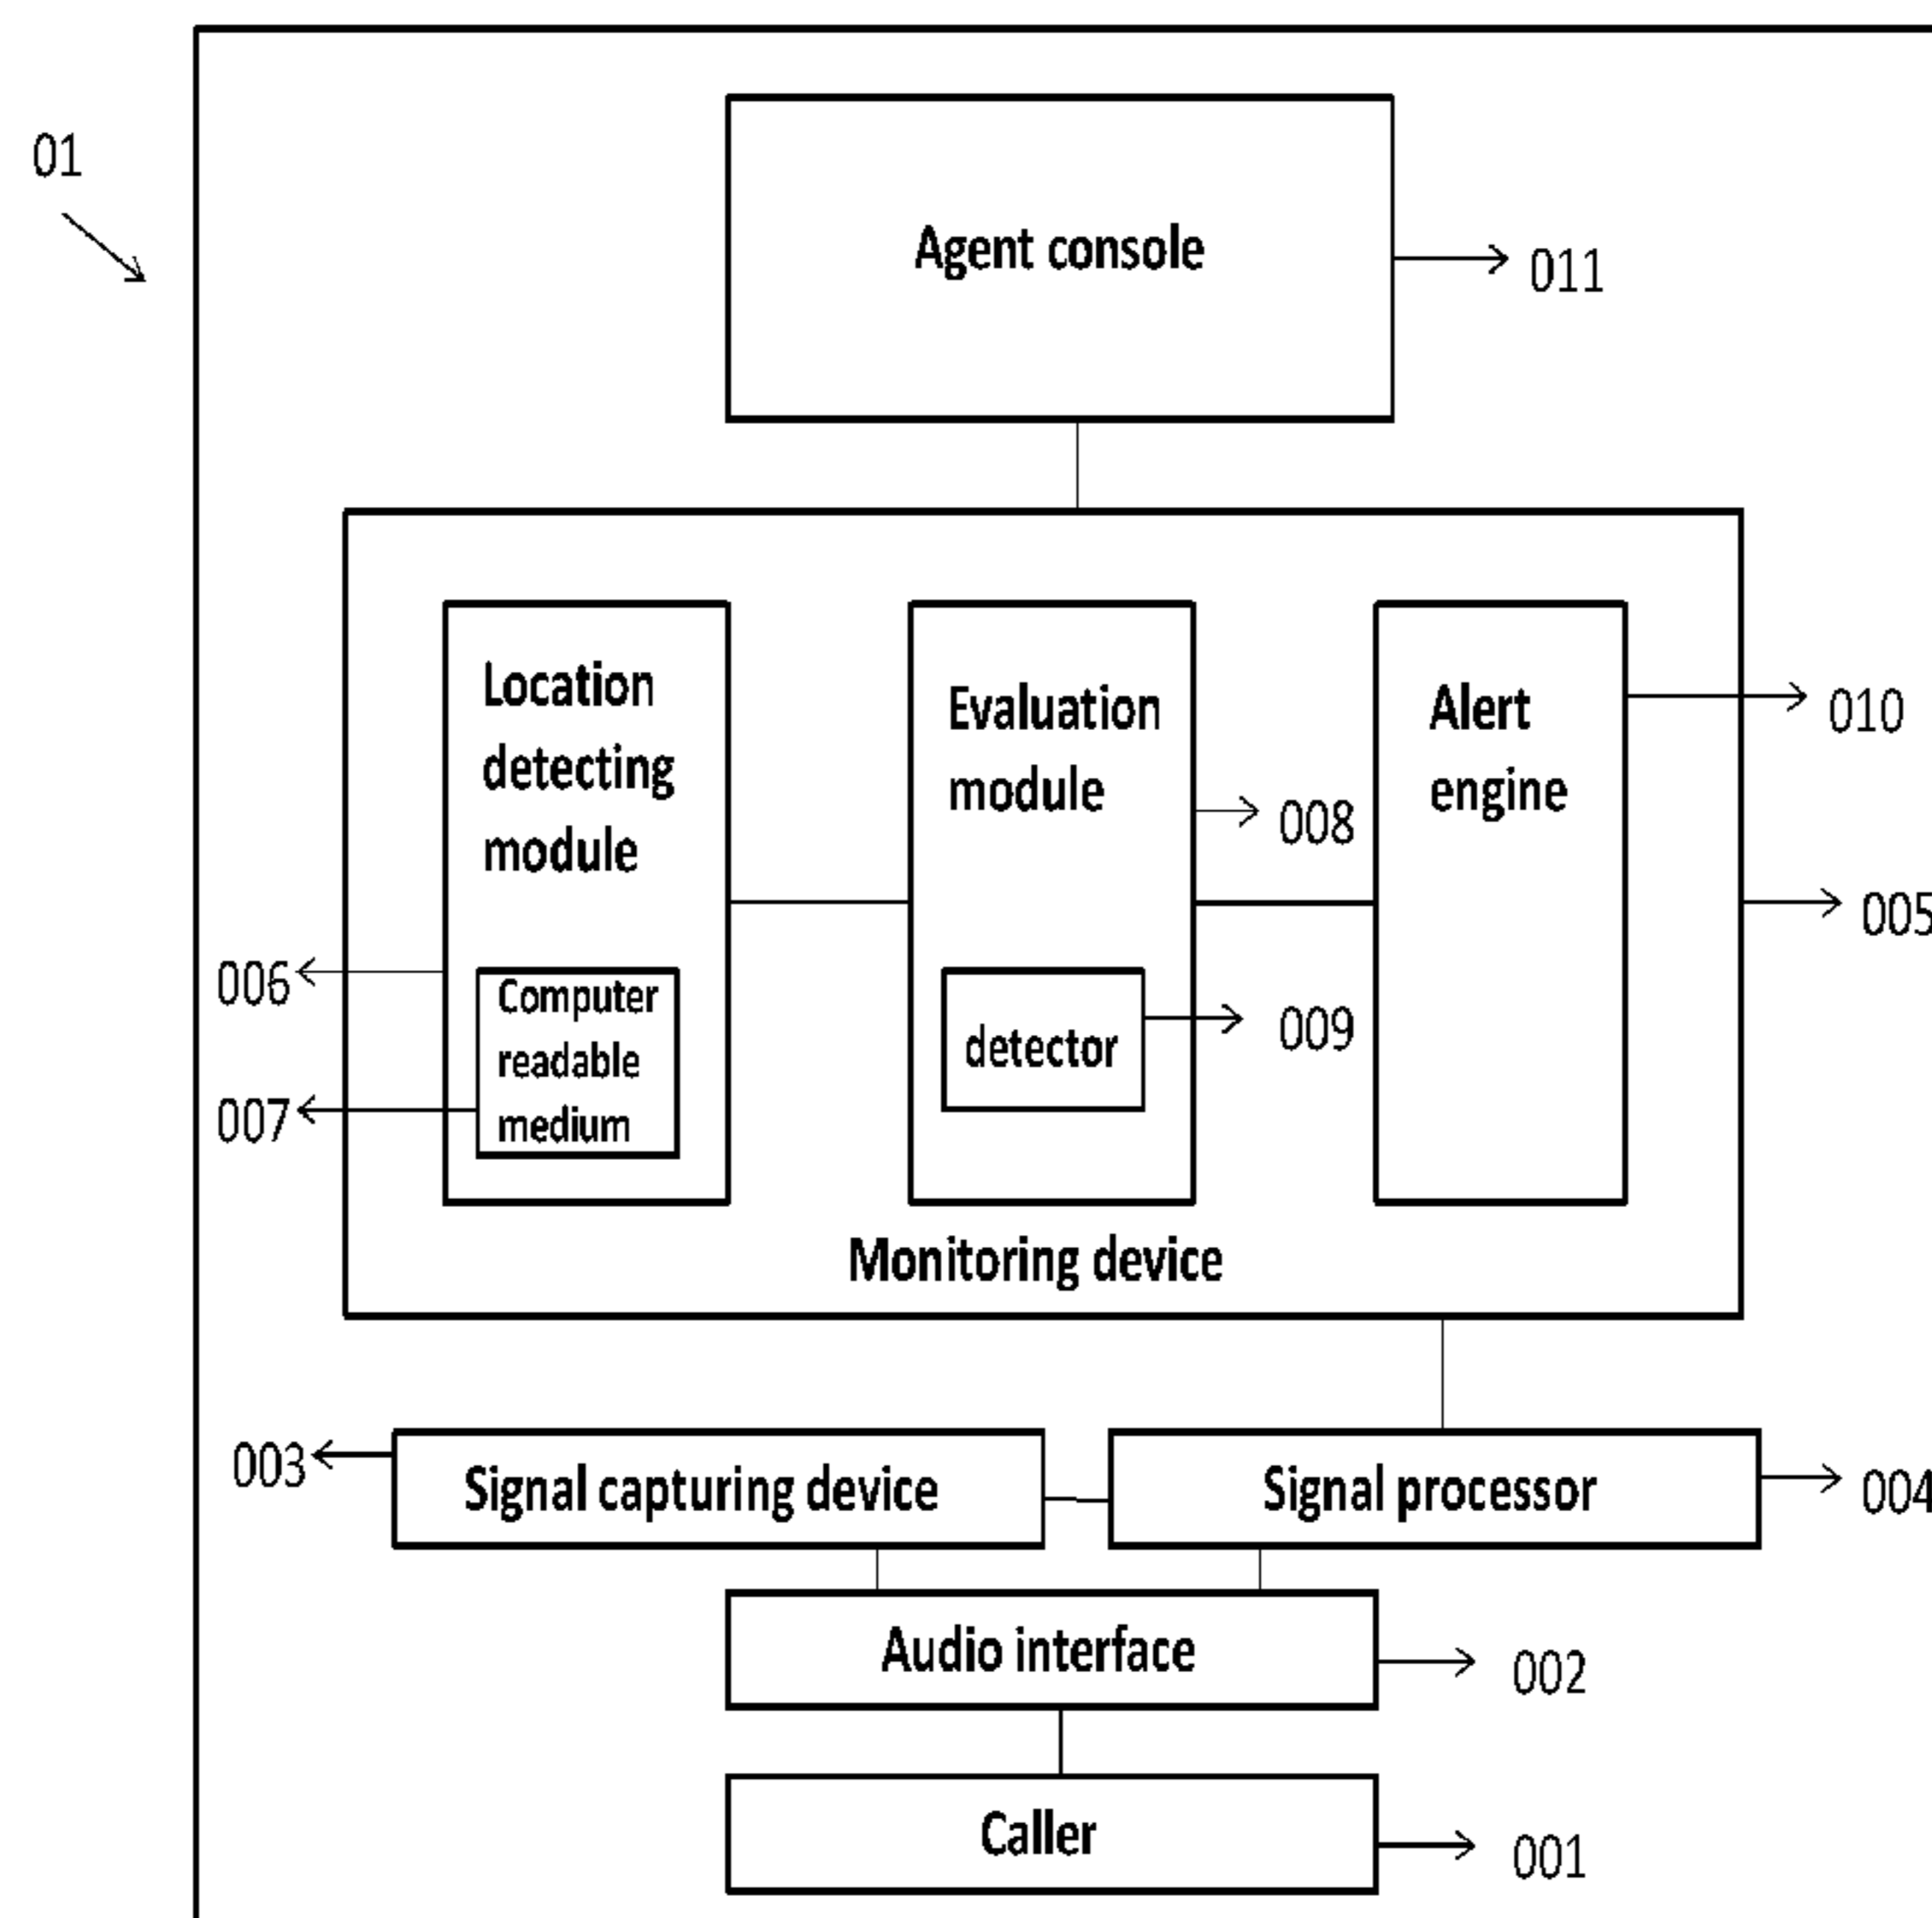 01
Agent console
011
Location
detecting
module
Evaluation
module
Alert
engine
010
008
005
006
Computer
readable
medium
detector
009
007
Monitoring device
003
Signal capturing device
Signal processor
004
Audio interface
002
Caller
001